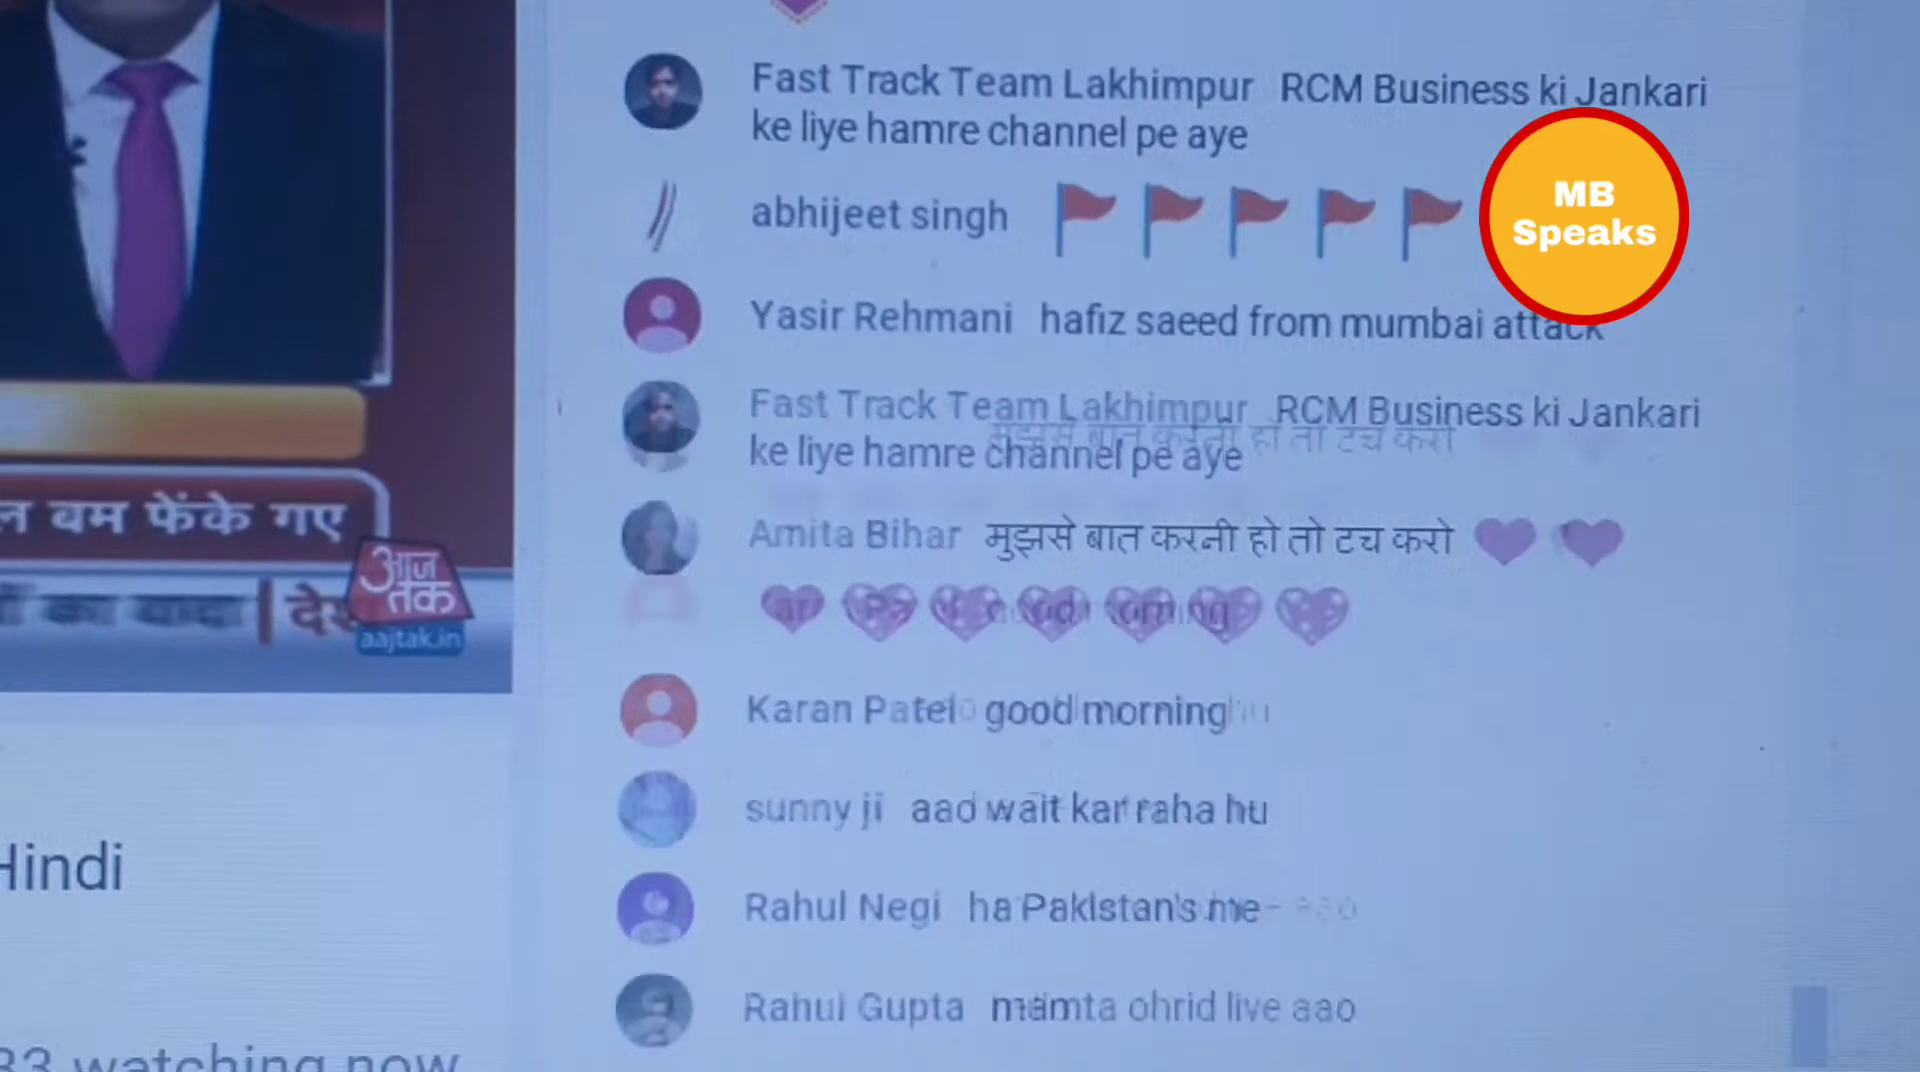 Fast Track Team Lakhimpur RCM Business ki Jankari
ke liye hamre channel pe aye
abhijeet singh
MB
Speaks
Yasir Rehmani hafiz saeed from mumbai attack
Fast Track Team Lakhimpur RCM Business ki Jankari
ke liye hamre channel pe aye
Amita Bihar मुझसे बात करनी हो तो टच करो
Karan Patel good morning
sunny ji aad wait kar raha hu
Rahul Negi ha Pakistan's me
Rahul Gupta mamta ohrid live aao
बम फेंके गए
आज
तक
aajtak.in
Hindi
33 watching now